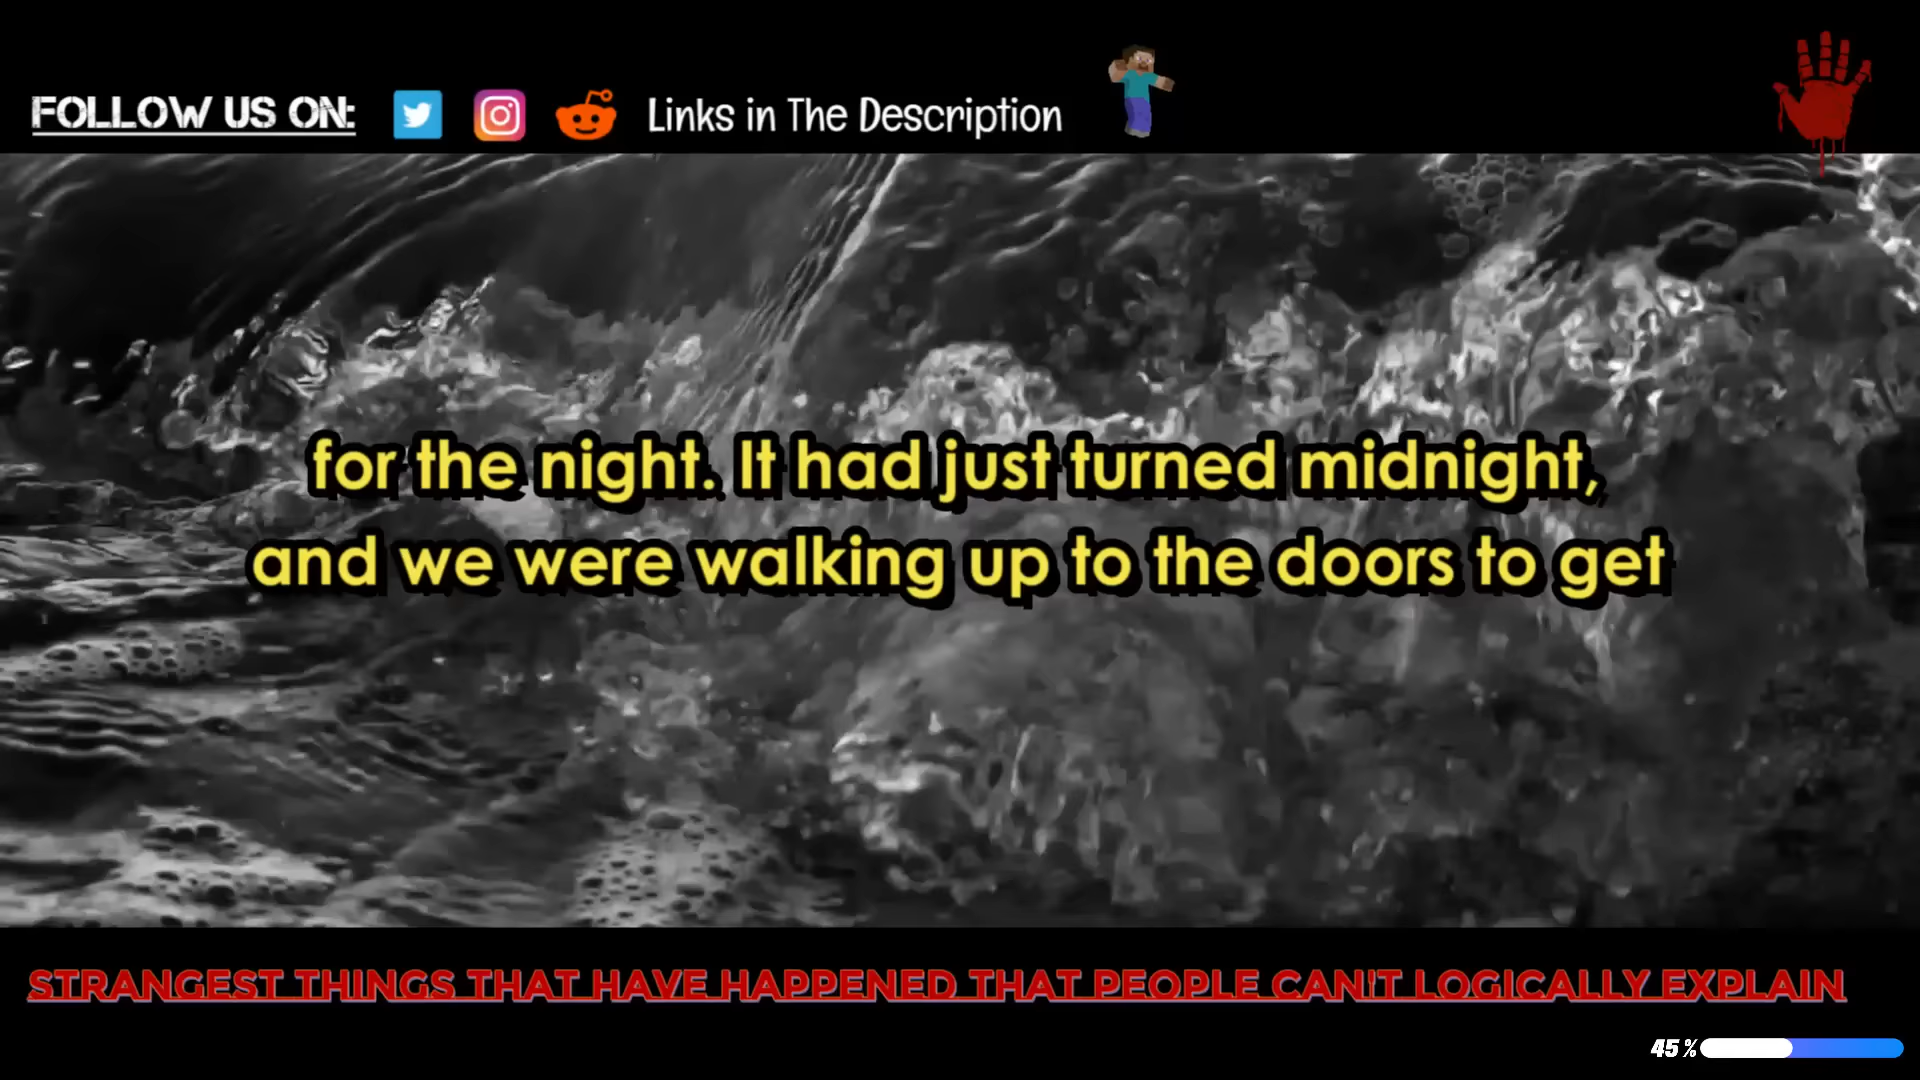 FOLLOW US ON:
Links in The Description
for the night. It had just turned midnight,
and we were walking up to the doors to get
STRANGEST THINGS THAT HAVE HAPPENED THAT PEOPLE CAN'T LOGICALLY EXPLAIN
45%